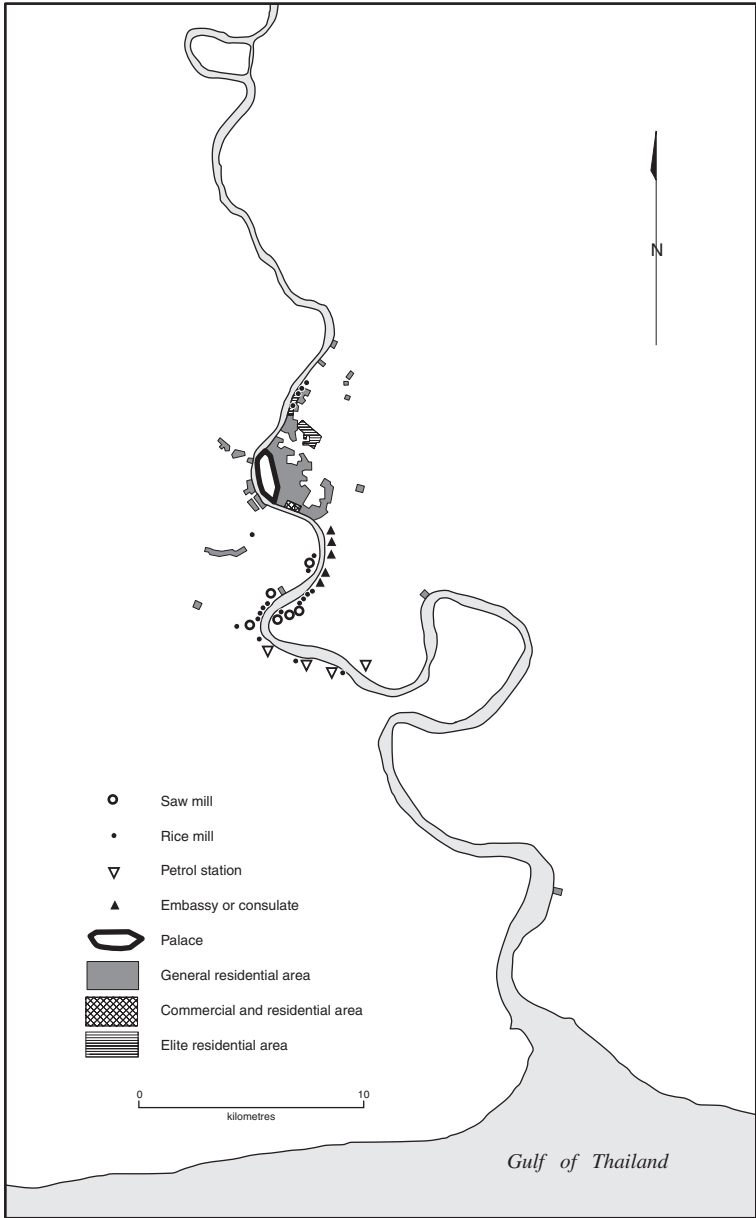 N
Saw mill
Rice mill
Petrol station
Embassy or consulate
Palace
General residential area
Commercial and residential area
Elite residential area
0 10
kilometres
Gulf of Thailand